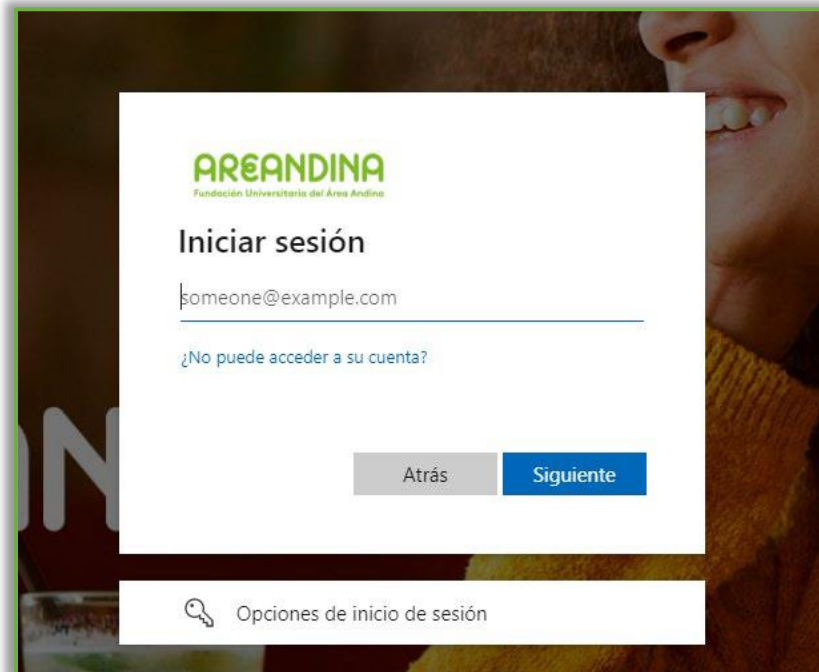 AREANDINA
Fundación Universitaria del Área Andina
Iniciar sesión
someone@example.com
¿No puede acceder a su cuenta?
Atrás
Siguiente
AN
Opciones de inicio de sesión